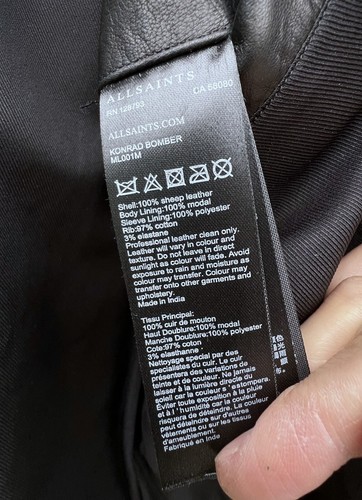 ALLSAINTS
RN 129793 CA 58080
ALLSAINTS.COM
KONRAD BOMBER
ML001M
Shell:100% sheep leather
Body Lining:100% modal
Sleeve Lining:100% polyester
Rib:97% cotton
3% elastane
Professional leather clean only.
Leather will vary in colour and
texture. Do not leave in direct
sunlight as colour will fade. Avoid
exposure to rain and moisture as
colour may transfer. Colour may
transfer onto other garments and
upholstery.
Made in India
Tissu Principal:
100% cuir de mouton
Haut Doublure:100% modal
Manche Doublure:100% polyester
Cote:97% coton
3% elasthanne
Nettoyage special par des
specialistes du cuir. Le cuir
présentera des variations de
teinte et de couleur. Ne jamais
laisser à la lumière directe du
soleil car la couleur s ' estompera.
Éviter toute exposition à la pluie
et à l ' humidité car la couleur
risquera de déteindre. La couleur
peut déteindre sur d'autres
vêtements ou sur les tissus
d'ameublement.
Fabriqué en Inde